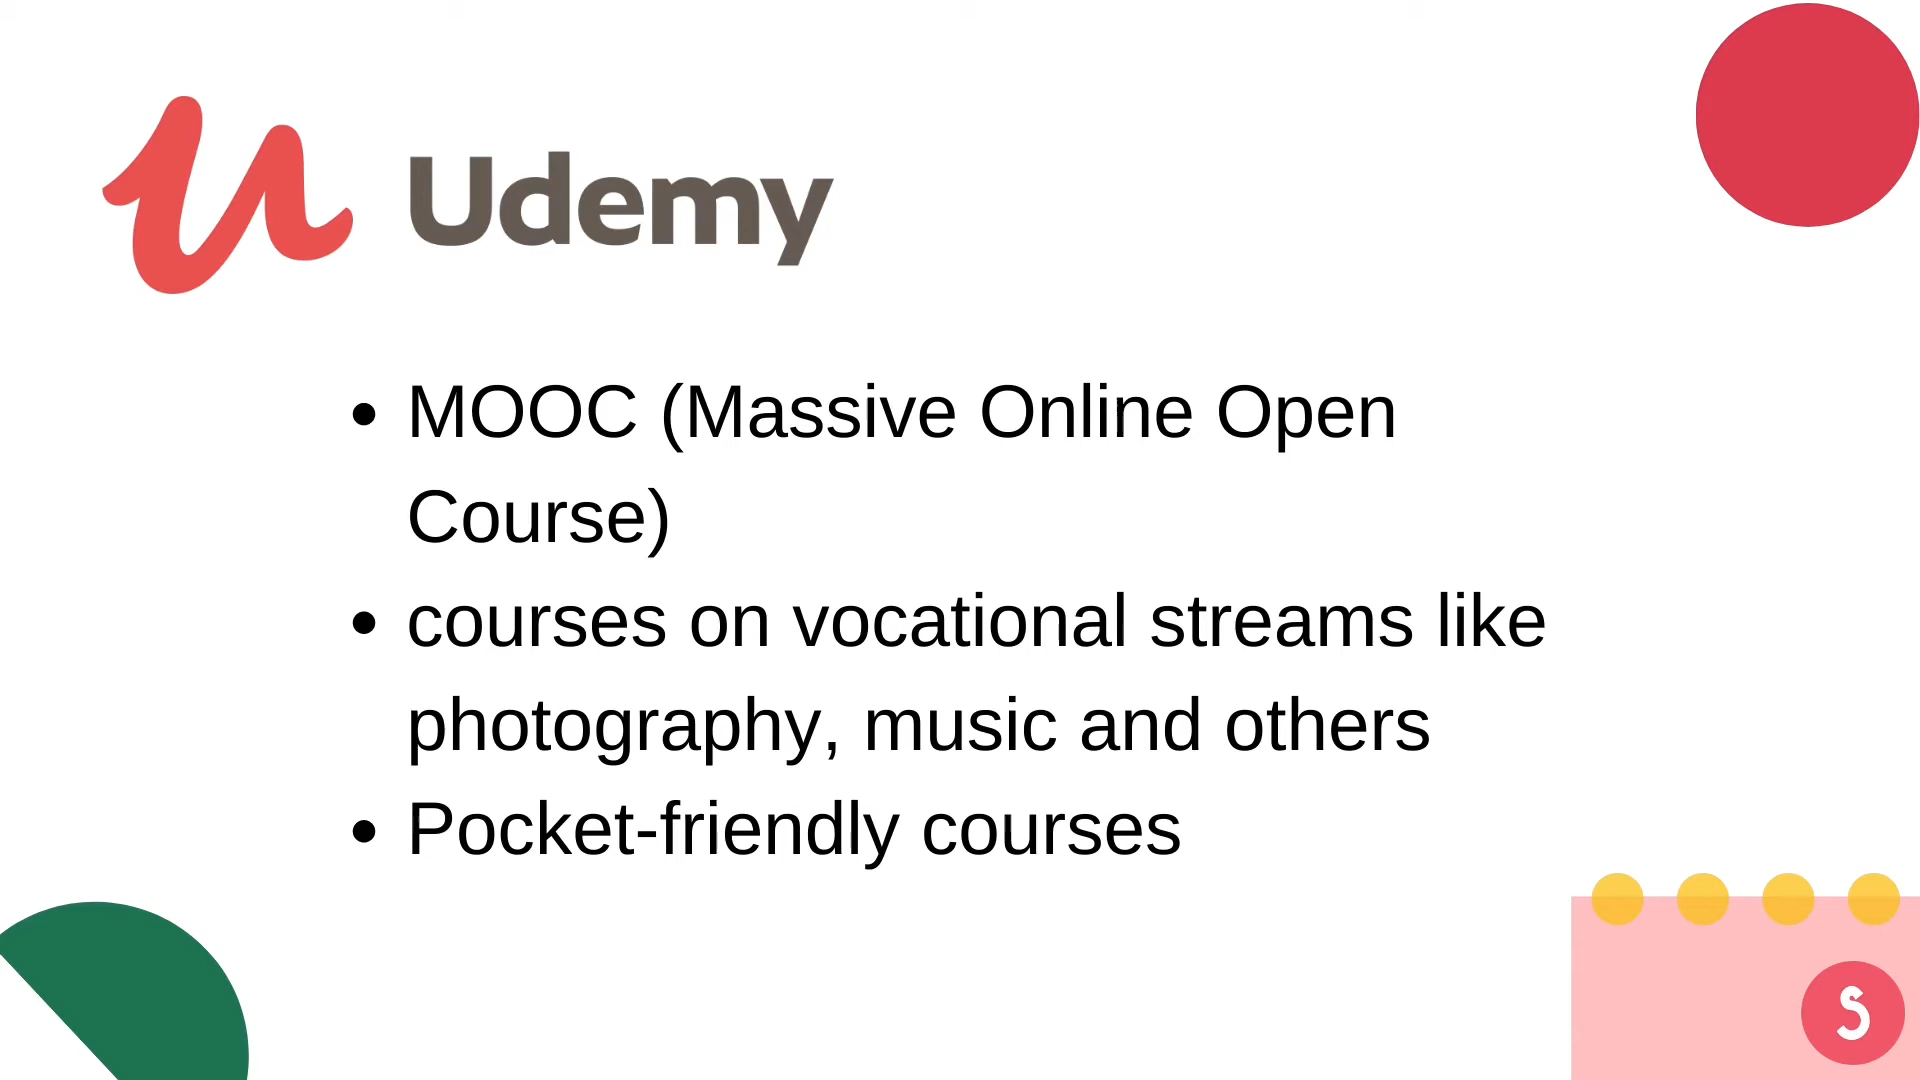 Udemy
MOOC (Massive Online Open
Course)
courses on vocational streams like
photography, music and others
Pocket-friendly courses
S